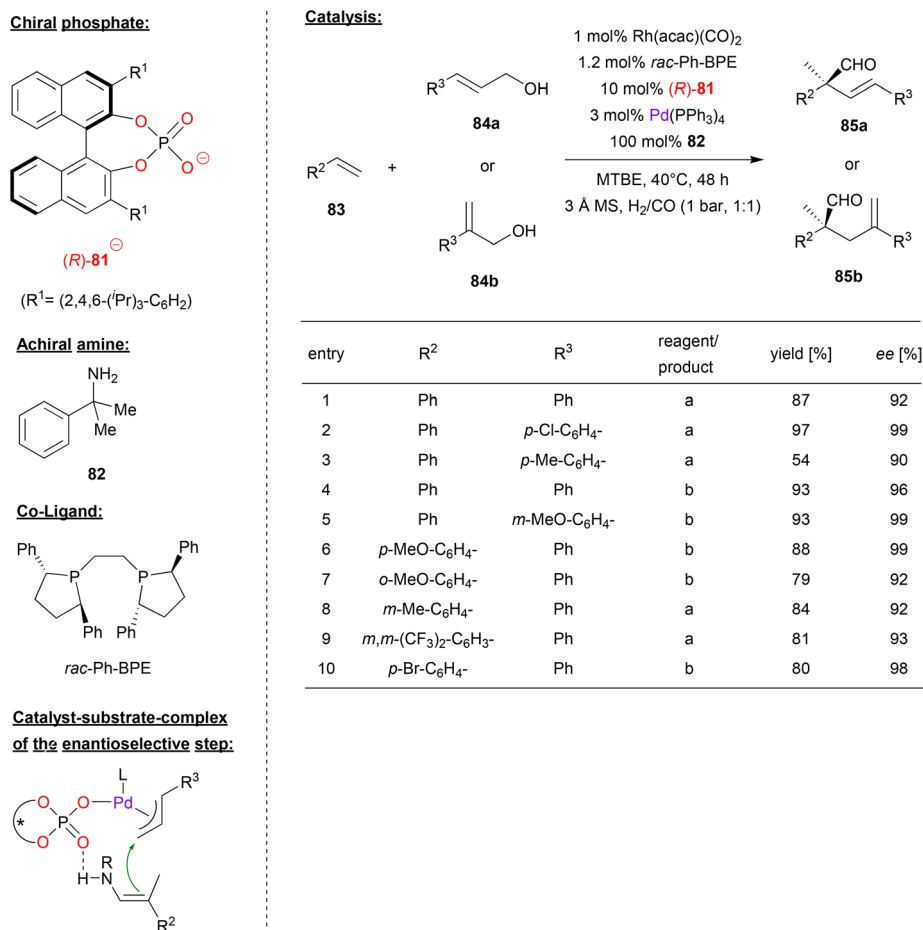 Chiral phosphate:
R1
O
O
P
O
O
⊖
R1
(R)-81⊖
(R1= (2,4,6-(iPr)3-C6H2)
Achiral amine:
NH2
Me
Me
82
Co-Ligand:
Ph
Ph
P
P
Ph
Ph
rac-Ph-BPE
Catalyst-substrate-complex
of the enantioselective step:
L
R3
O
O
Pd
* P
O
O
R
H–N
R2
Catalysis:
R3
OH
84a
R2
83
+
or
R3
OH
84b
1 mol% Rh(acac)(CO)2
1.2 mol% rac-Ph-BPE
10 mol% (R)-81
3 mol% Pd(PPh3)4
100 mol% 82
MTBE, 40°C, 48 h
3 Å MS, H2/CO (1 bar, 1:1)
CHO
R2
R3
85a
or
CHO
R2
R3
85b
entry R2 R3 reagent/product yield [%] ee [%]
1 Ph Ph a 87 92
2 Ph p-Cl-C6H4- a 97 99
3 Ph p-Me-C6H4- a 54 90
4 Ph Ph b 93 96
5 Ph m-MeO-C6H4- b 93 99
6 p-MeO-C6H4- Ph b 88 99
7 o-MeO-C6H4- Ph b 79 92
8 m-Me-C6H4- Ph a 84 92
9 m,m-(CF3)2-C6H3- Ph a 81 93
10 p-Br-C6H4- Ph b 80 98